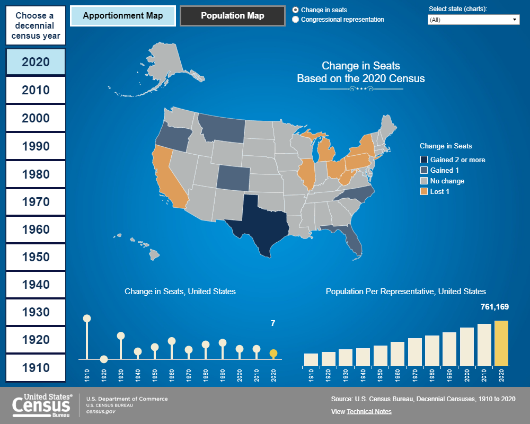 Choose a
decennial
census year
2020
2010
2000
1990
1980
1970
1960
1950
1940
1930
1920
1910
Apportionment Map
Population Map
Change in seats
Congressional representation
Select state (charts):
(All)
Change in Seats
Based on the 2020 Census
Change in Seats
Gained 2 or more
Gained 1
No change
Lost 1
Change in Seats, United States
7
1910
1920
1930
1940
1950
1960
1970
1980
1990
2000
2010
2020
Population Per Representative, United States
761,169
1910
1920
1930
1940
1950
1960
1970
1980
1990
2000
2010
2020
United States®
Census
Bureau
U.S. Department of Commerce
U.S. CENSUS BUREAU
census.gov
Source: U.S. Census Bureau, Decennial Censuses, 1910 to 2020
View Technical Notes